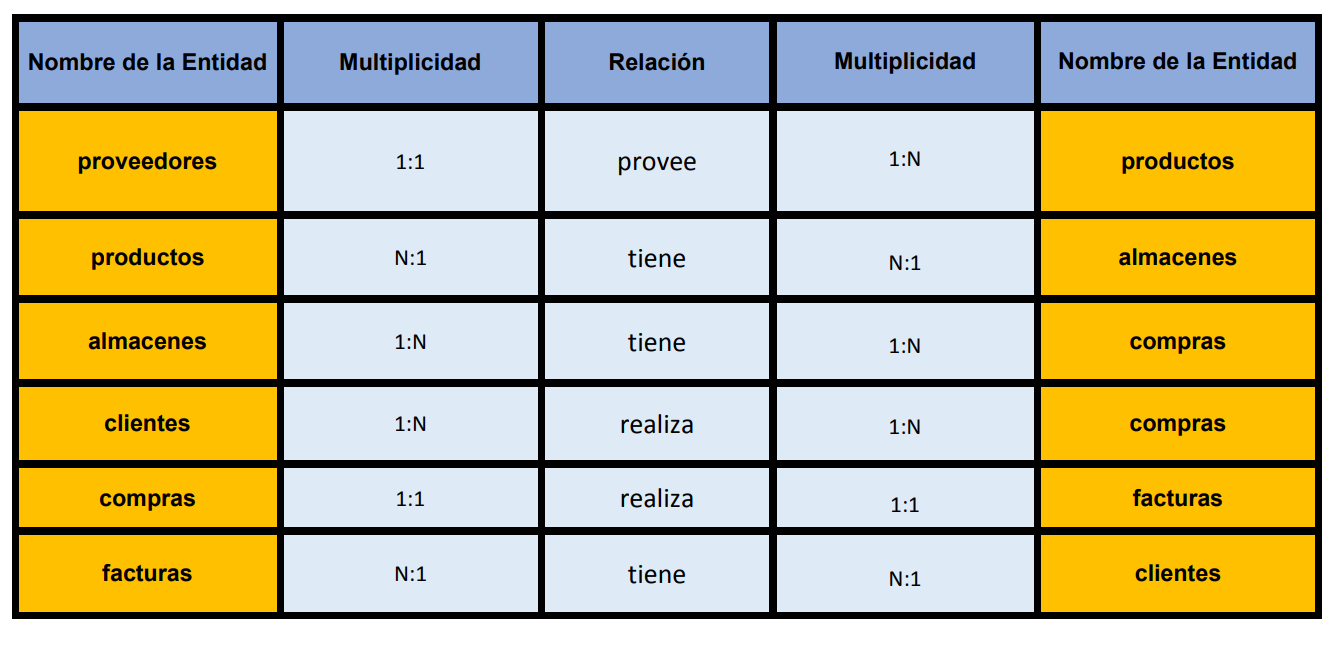 Nombre de la Entidad Multiplicidad Relación Multiplicidad Nombre de la Entidad
proveedores 1:1 provee 1:N productos
productos N:1 tiene N:1 almacenes
almacenes 1:N tiene 1:N compras
clientes 1:N realiza 1:N compras
compras 1:1 realiza 1:1 facturas
facturas N:1 tiene N:1 clientes